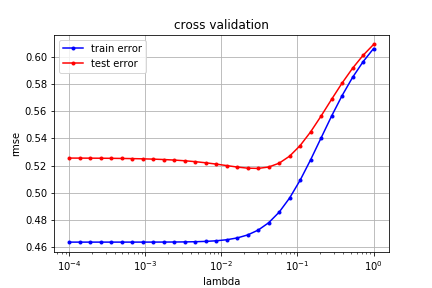 cross validation
train error
test error
rmse
0.60
0.58
0.56
0.54
0.52
0.50
0.48
0.46
10⁻⁴ 10⁻³ 10⁻² 10⁻¹ 10⁰
lambda